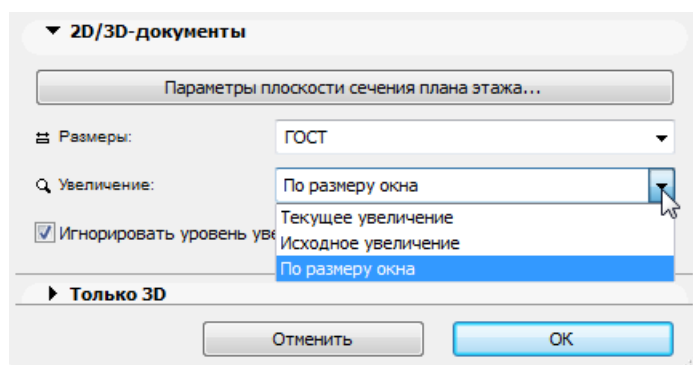 2D/3D-документы
Параметры плоскости сечения плана этажа...
Размеры: ГОСТ
Увеличение: По размеру окна
Текущее увеличение
Игнорировать уровень уве
Исходное увеличение
По размеру окна
Только 3D
Отменить ОК